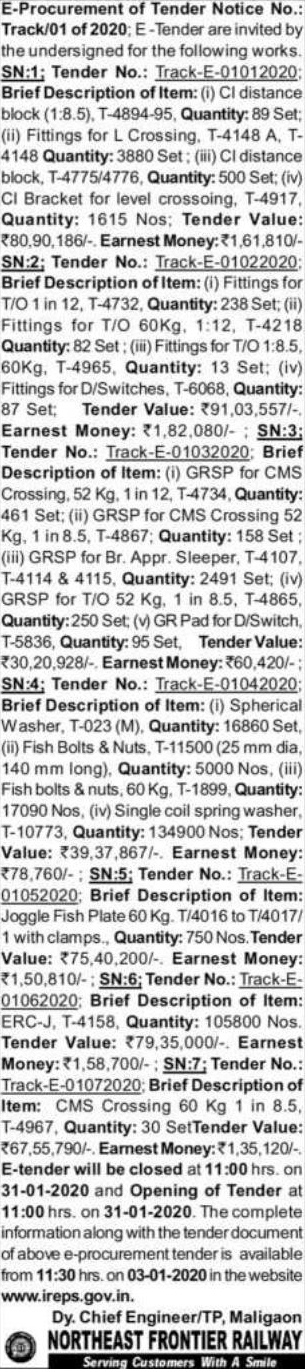 E-Procurement of Tender Notice No.:
Track/01 of 2020; E -Tender are invited by
the undersigned for the following works.
SN:1; Tender No.: Track-E-01012020;
Brief Description of Item: (i) CI distance
block (1:8.5), T-4894-95, Quantity: 89 Set;
(ii) Fittings for L Crossing, T-4148 A, T-
4148 Quantity: 3880 Set ; (iii) CI distance
block, T-4775/4776, Quantity: 500 Set; (iv)
CI Bracket for level crossoing, T-4917,
Quantity: 1615 Nos; Tender Value:
₹80,90,186/-. Earnest Money: ₹1,61,810/-
SN:2; Tender No.: Track-E-01022020;
Brief Description of Item: (i) Fittings for
T/O 1 in 12, T-4732, Quantity: 238 Set; (ii)
Fittings for T/O 60Kg, 1:12, T-4218
Quantity: 82 Set ; (iii) Fittings for T/O 1:8.5,
60Kg, T-4965, Quantity: 13 Set; (iv)
Fittings for D/Switches, T-6068, Quantity:
87 Set; Tender Value: ₹91,03,557/-.
Earnest Money: ₹1,82,080/- ; SN:3;
Tender No.: Track-E-01032020; Brief
Description of Item: (i) GRSP for CMS
Crossing, 52 Kg, 1 in 12, T-4734, Quantity:
461 Set; (ii) GRSP for CMS Crossing 52
Kg, 1 in 8.5, T-4867; Quantity: 158 Set ;
(iii) GRSP for Br. Appr. Sleeper, T-4107,
T-4114 & 4115, Quantity: 2491 Set; (iv)
GRSP for T/O 52 Kg, 1 in 8.5, T-4865,
Quantity: 250 Set; (v) GR Pad for D/Switch,
T-5836, Quantity: 95 Set, Tender Value:
₹30,20,928/-. Earnest Money: ₹60,420/- ;
SN:4; Tender No.: Track-E-01042020;
Brief Description of Item: (i) Spherical
Washer, T-023 (M), Quantity: 16860 Set,
(ii) Fish Bolts & Nuts, T-11500 (25 mm dia,
140 mm long), Quantity: 5000 Nos, (iii)
Fish bolts & nuts, 60 Kg, T-1899, Quantity:
17090 Nos, (iv) Single coil spring washer,
T-10773, Quantity: 134900 Nos; Tender
Value: ₹39,37,867/-. Earnest Money:
₹78,760/- ; SN:5; Tender No.: Track-E-
01052020; Brief Description of Item:
Joggle Fish Plate 60 Kg. T/4016 to T/4017/
1 with clamps., Quantity: 750 Nos. Tender
Value: ₹75,40,200/-. Earnest Money:
₹1,50,810/- ; SN:6; Tender No.: Track-E-
01062020; Brief Description of Item:
ERC-J, T-4158, Quantity: 105800 Nos.
Tender Value: ₹79,35,000/-. Earnest
Money: ₹1,58,700/- ; SN:7; Tender No.:
Track-E-01072020; Brief Description of
Item: CMS Crossing 60 Kg 1 in 8.5,
T-4967, Quantity: 30 Set Tender Value:
₹67,55,790/-. Earnest Money: ₹1,35,120/-.
E-tender will be closed at 11:00 hrs. on
31-01-2020 and Opening of Tender at
11:00 hrs. on 31-01-2020. The complete
information along with the tender document
of above e-procurement tender is available
from 11:30 hrs. on 03-01-2020 in the website
www.ireps.gov.in.
Dy. Chief Engineer/TP, Maligaon
NORTHEAST FRONTIER RAILWAY
Serving Customers With A Smile